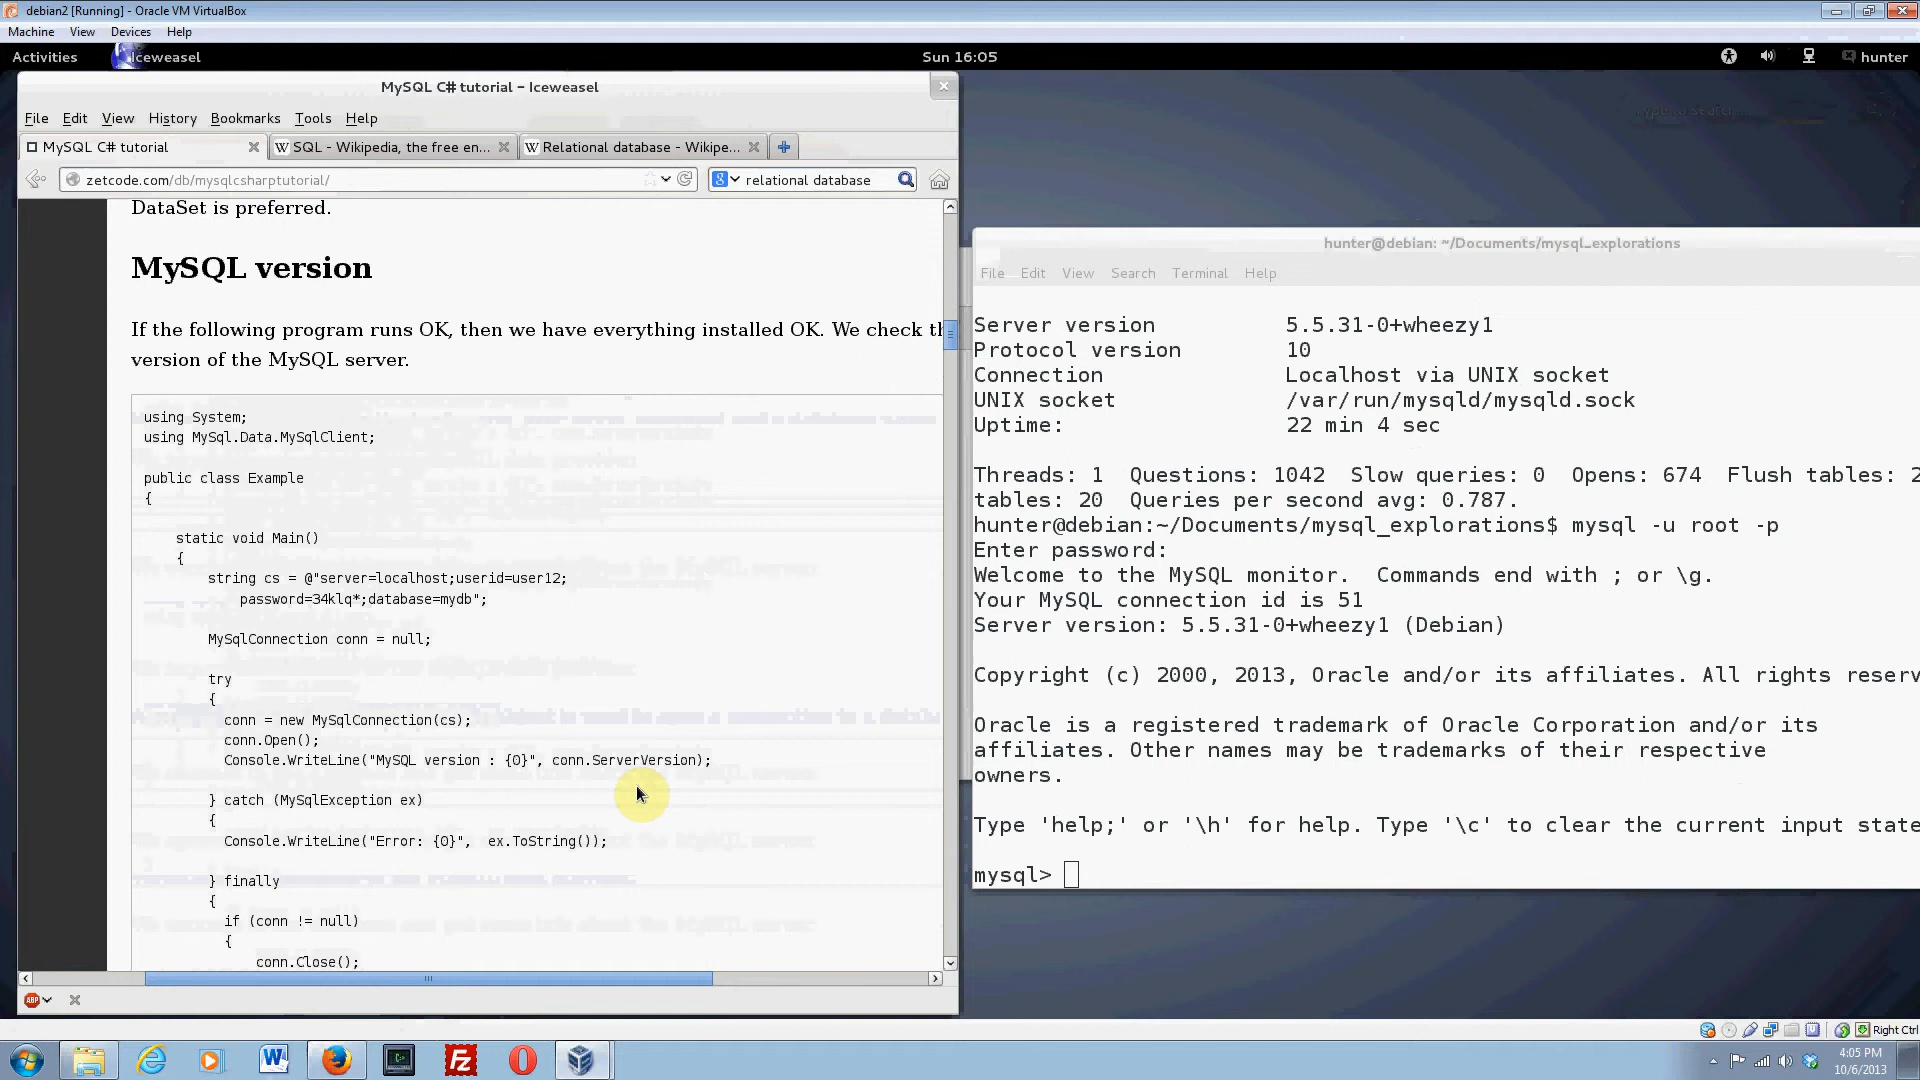 debian2 [Running] - Oracle VM VirtualBox
Machine View Devices Help
Activities Iceweasel Sun 16:05 hunter
MySQL C# tutorial - Iceweasel
File Edit View History Bookmarks Tools Help
MySQL C# tutorial SQL - Wikipedia, the free en... Relational database - Wikipe...
zetcode.com/db/mysqlcsharptutorial/ relational database
DataSet is preferred.
MySQL version
If the following program runs OK, then we have everything installed OK. We check
version of the MySQL server.
using System;
using MySql.Data.MySqlClient;
public class Example
{
static void Main()
{
string cs = @"server=localhost;userid=user12;
password=34klq*;database=mydb";
MySqlConnection conn = null;
try
{
conn = new MySqlConnection(cs);
conn.Open();
Console.WriteLine("MySQL version : {0}", conn.ServerVersion);
} catch (MySqlException ex)
{
Console.WriteLine("Error: {0}",  ex.ToString());
} finally
{
if (conn != null)
{
conn.Close();
ABP
hunter@debian: ~/Documents/mysql_explorations
File Edit View Search Terminal Help
Server version 5.5.31-0+wheezy1
Protocol version 10
Connection Localhost via UNIX socket
UNIX socket /var/run/mysqld/mysqld.sock
Uptime: 22 min 4 sec
Threads: 1  Questions: 1042  Slow queries: 0  Opens: 674  Flush tables: 2
tables: 20  Queries per second avg: 0.787.
hunter@debian:~/Documents/mysql_explorations$ mysql -u root -p
Enter password:
Welcome to the MySQL monitor.  Commands end with ; or \g.
Your MySQL connection id is 51
Server version: 5.5.31-0+wheezy1 (Debian)
Copyright (c) 2000, 2013, Oracle and/or its affiliates. All rights reserv
Oracle is a registered trademark of Oracle Corporation and/or its
affiliates. Other names may be trademarks of their respective
owners.
Type 'help;' or '\h' for help. Type '\c' to clear the current input state
mysql>
Right Ctrl
4:05 PM
10/6/2013